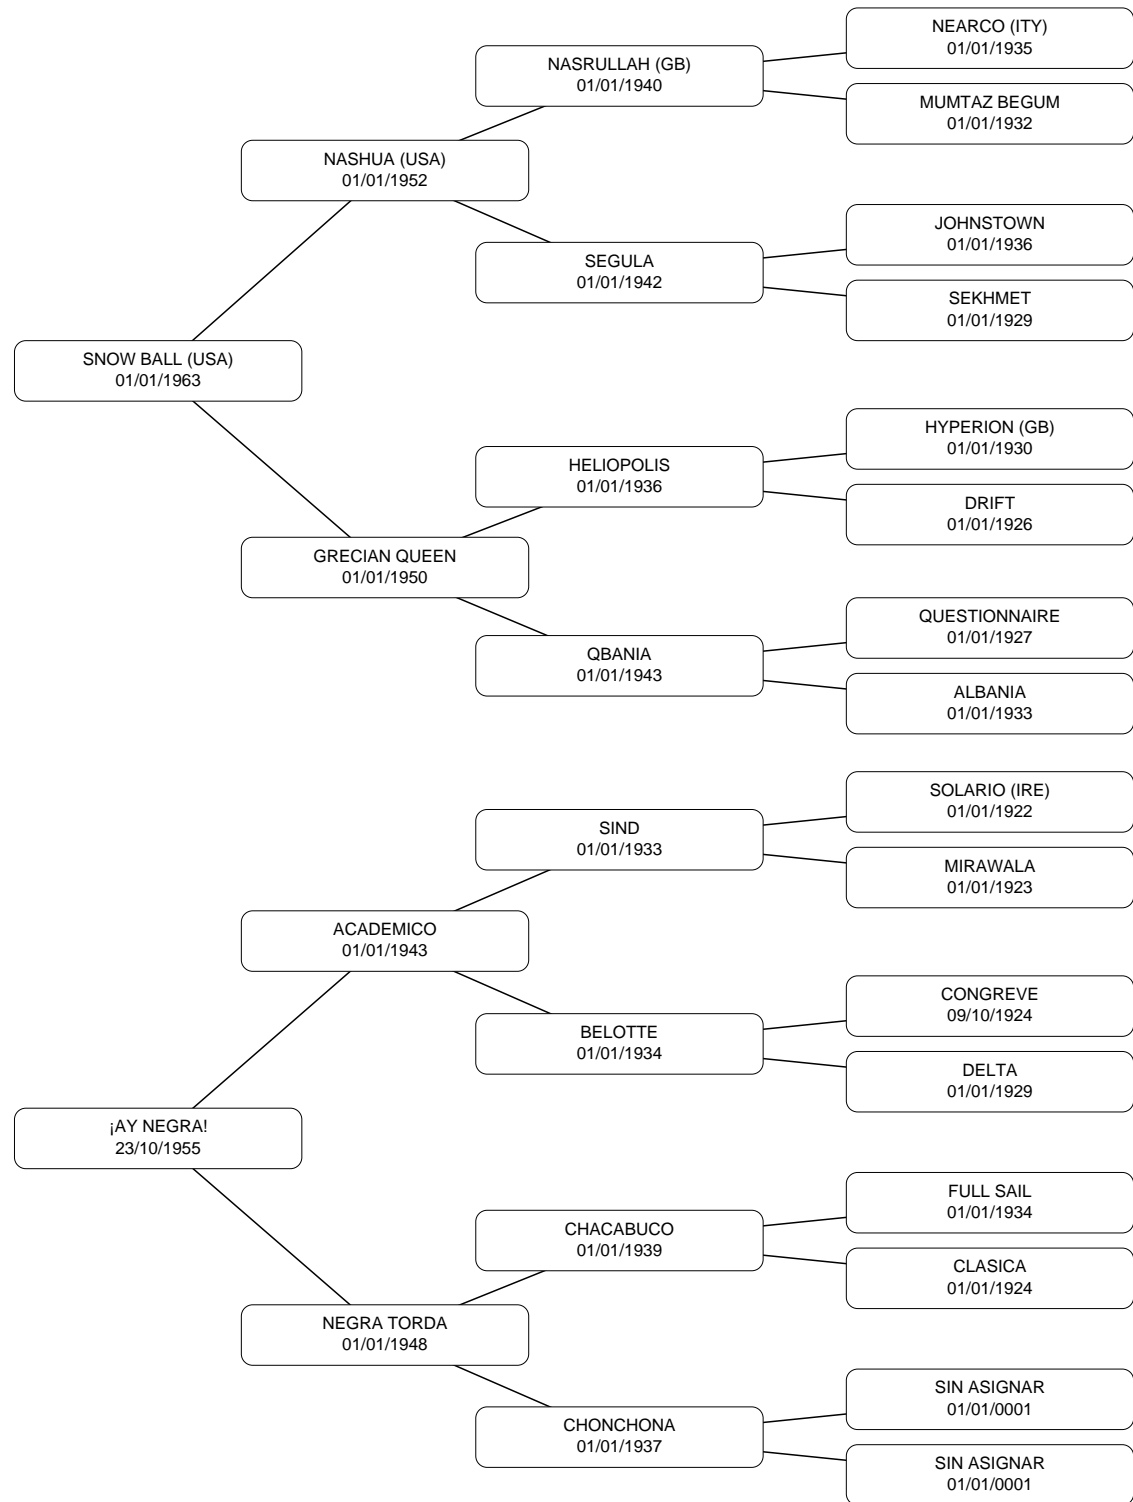 NEARCO (ITY)
01/01/1935
NASRULLAH (GB)
01/01/1940
MUMTAZ BEGUM
01/01/1932
NASHUA (USA)
01/01/1952
JOHNSTOWN
01/01/1936
SEGULA
01/01/1942
SEKHMET
01/01/1929
SNOW BALL (USA)
01/01/1963
HYPERION (GB)
01/01/1930
HELIOPOLIS
01/01/1936
DRIFT
01/01/1926
GRECIAN QUEEN
01/01/1950
QUESTIONNAIRE
01/01/1927
QBANIA
01/01/1943
ALBANIA
01/01/1933
SOLARIO (IRE)
01/01/1922
SIND
01/01/1933
MIRAWALA
01/01/1923
ACADEMICO
01/01/1943
CONGREVE
09/10/1924
BELOTTE
01/01/1934
DELTA
01/01/1929
¡AY NEGRA!
23/10/1955
FULL SAIL
01/01/1934
CHACABUCO
01/01/1939
CLASICA
01/01/1924
NEGRA TORDA
01/01/1948
SIN ASIGNAR
01/01/0001
CHONCHONA
01/01/1937
SIN ASIGNAR
01/01/0001